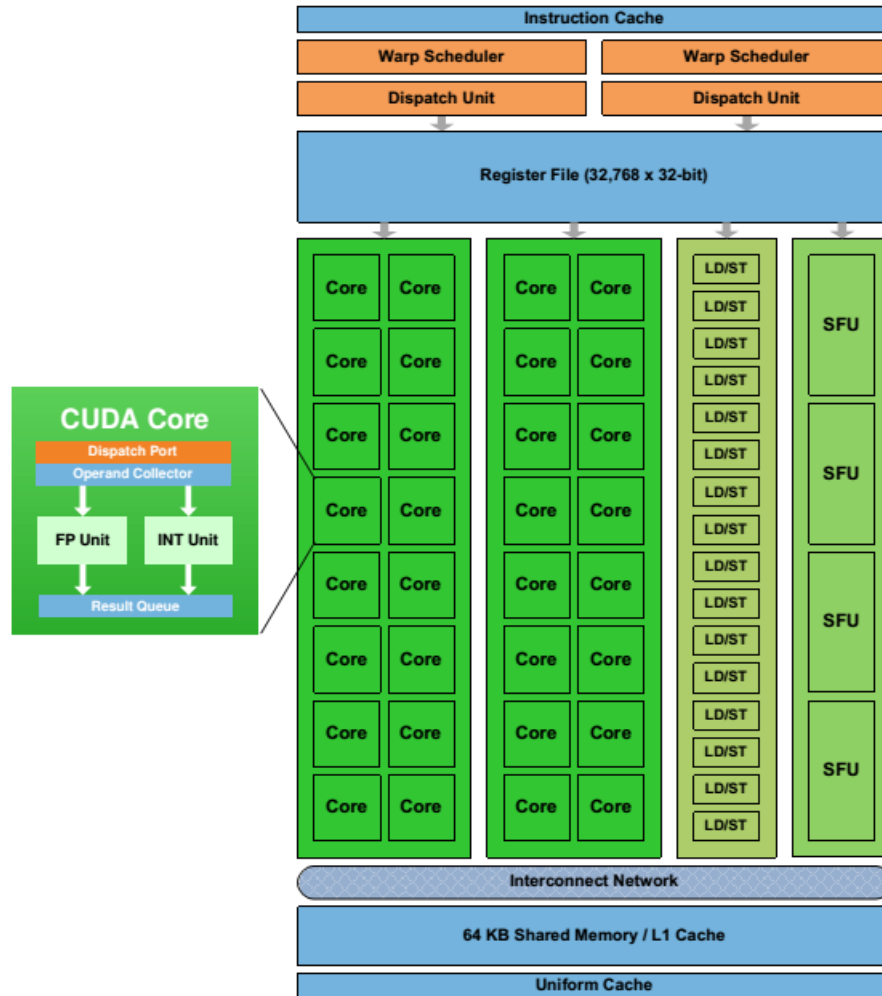 Instruction Cache
Warp Scheduler Warp Scheduler
Dispatch Unit Dispatch Unit
Register File (32,768 x 32-bit)
Core Core Core Core LD/ST
LD/ST
SFU
Core Core Core Core LD/ST
LD/ST
Core Core Core Core LD/ST
LD/ST
SFU
Core Core Core Core LD/ST
LD/ST
Core Core Core Core LD/ST
LD/ST
SFU
Core Core Core Core LD/ST
LD/ST
Core Core Core Core LD/ST
LD/ST
SFU
Core Core Core Core LD/ST
LD/ST
CUDA Core
Dispatch Port
Operand Collector
FP Unit INT Unit
Result Queue
Interconnect Network
64 KB Shared Memory / L1 Cache
Uniform Cache